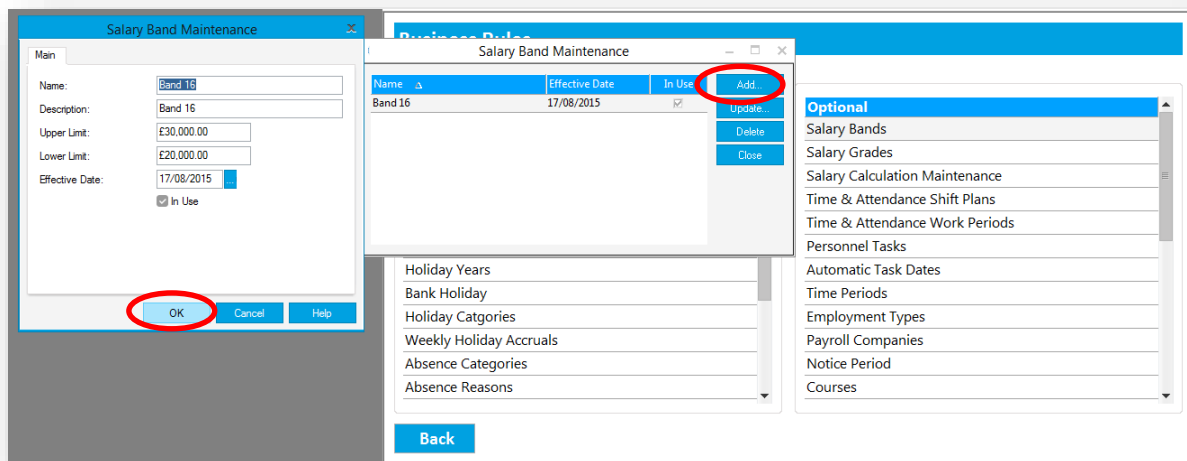 Salary Band Maintenance
Main
Name: Band 16
Description: Band 16
Upper Limit: £30,000.00
Lower Limit: £20,000.00
Effective Date: 17/08/2015 ...
In Use
OK Cancel Help
Salary Band Maintenance
Name Effective Date In Use
Band 16 17/08/2015
Add...
Update...
Delete
Close
Holiday Years
Bank Holiday
Holiday Catgories
Weekly Holiday Accruals
Absence Categories
Absence Reasons
Optional
Salary Bands
Salary Grades
Salary Calculation Maintenance
Time & Attendance Shift Plans
Time & Attendance Work Periods
Personnel Tasks
Automatic Task Dates
Time Periods
Employment Types
Payroll Companies
Notice Period
Courses
Back